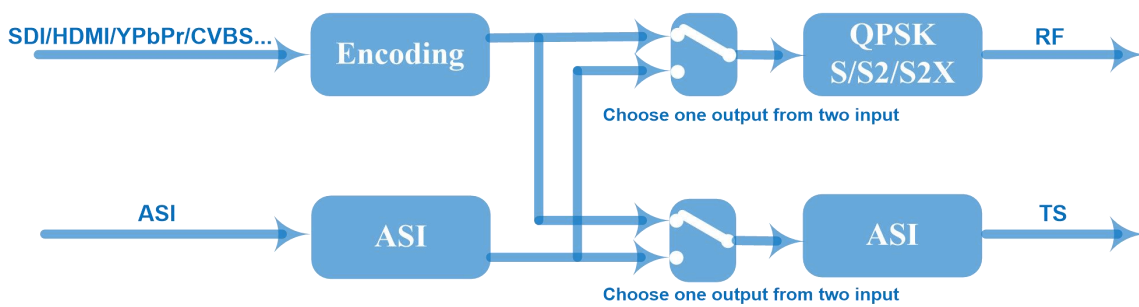 SDI/HDMI/YPbPr/CVBS...
Encoding
QPSK
S/S2/S2X
RF
Choose one output from two input
ASI
ASI
ASI
TS
Choose one output from two input